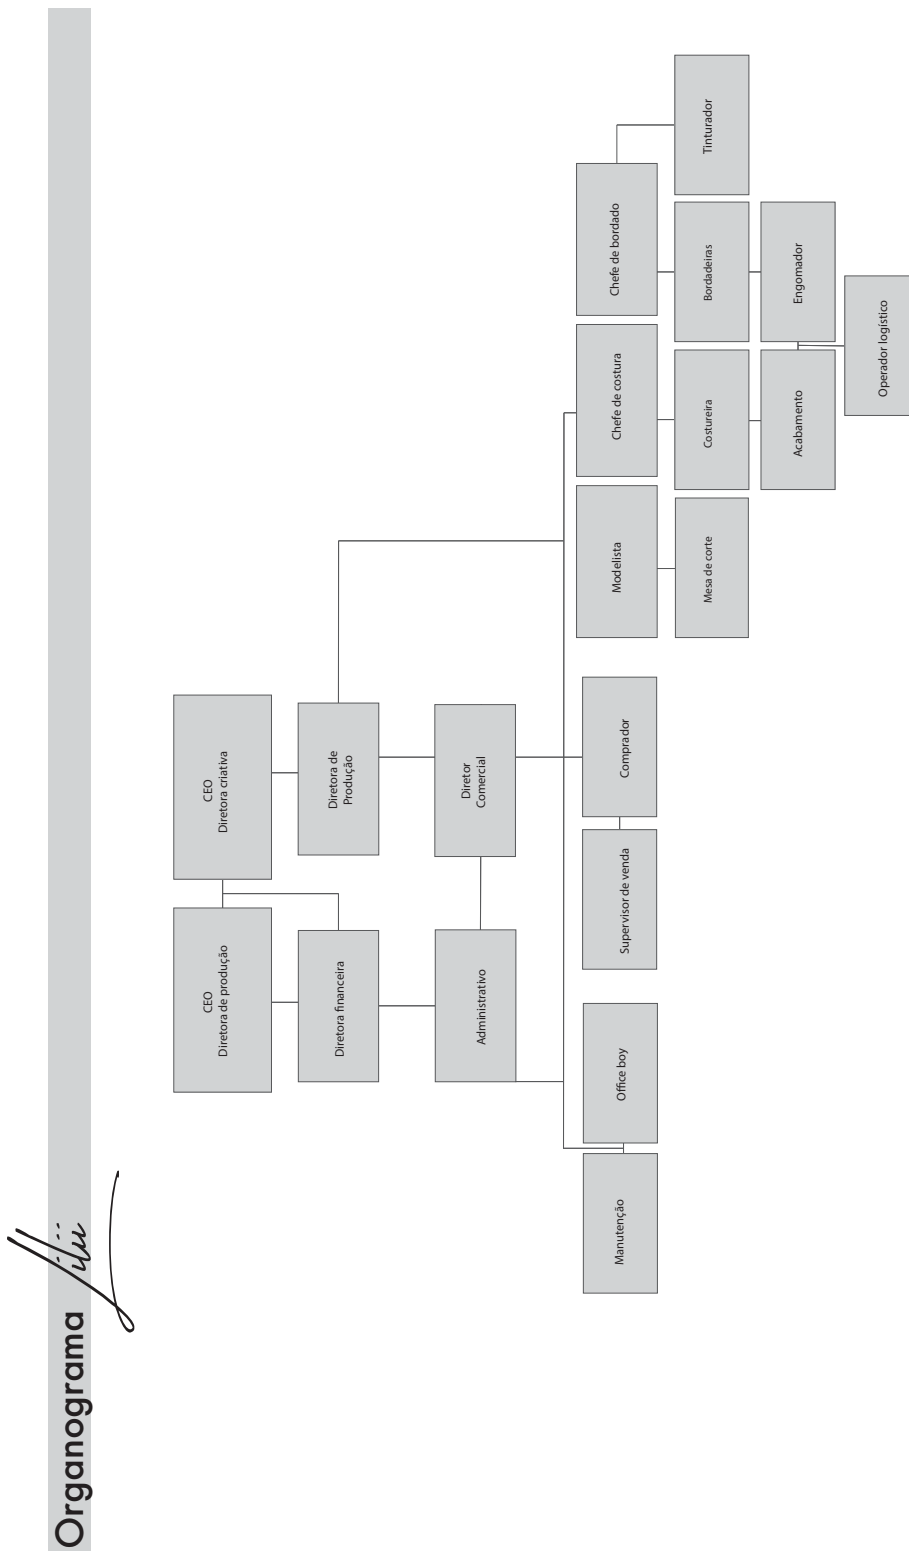 Organograma
CEO
Diretora de produção
CEO
Diretora criativa
Diretora financeira
Diretora de
Produção
Administrativo
Diretor
Comercial
Manutenção
Office boy
Supervisor de venda
Comprador
Modelista
Chefe de costura
Chefe de bordado
Mesa de corte
Costureira
Bordadeiras
Tinturador
Acabamento
Engomador
Operador logístico